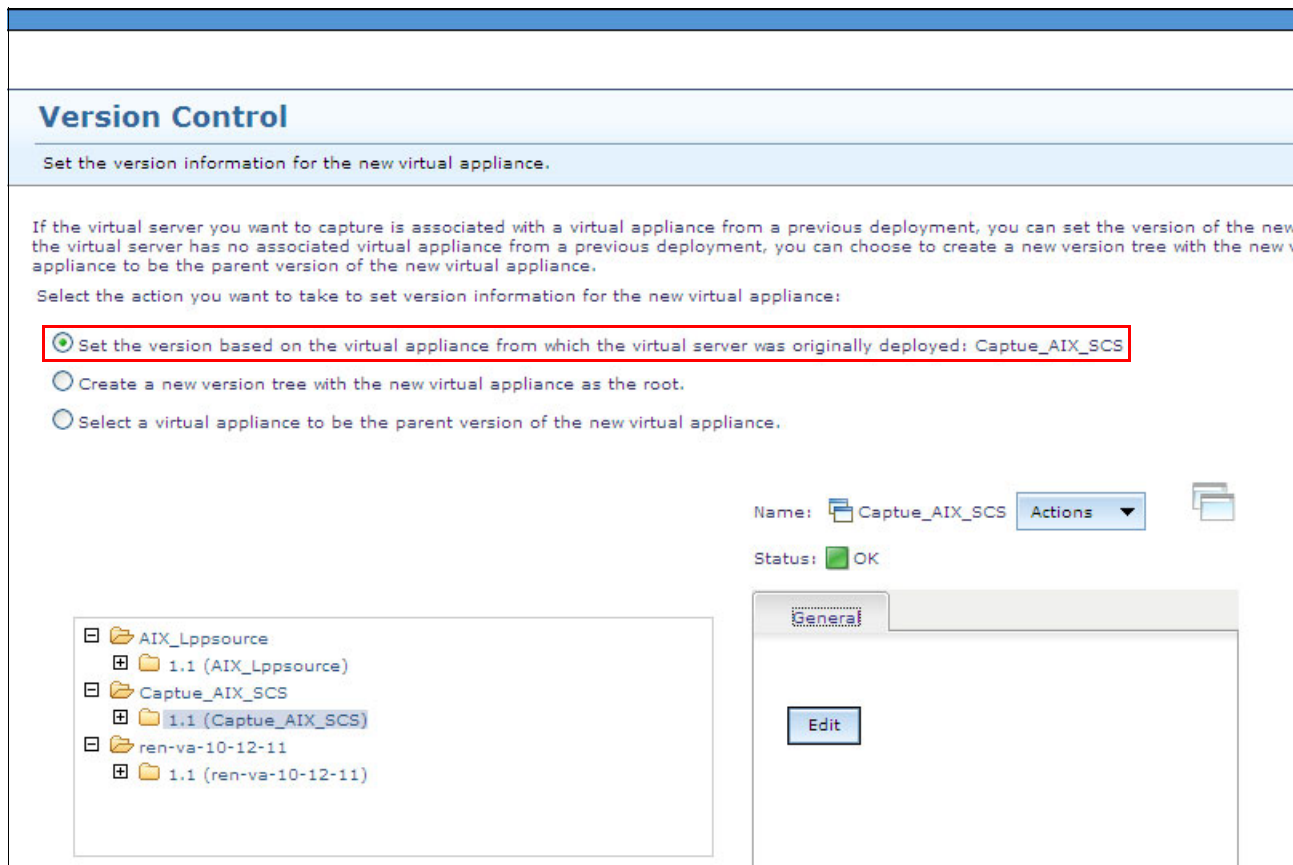 Version Control
Set the version information for the new virtual appliance.
If the virtual server you want to capture is associated with a virtual appliance from a previous deployment, you can set the version of the new
the virtual server has no associated virtual appliance from a previous deployment, you can choose to create a new version tree with the new
appliance to be the parent version of the new virtual appliance.
Select the action you want to take to set version information for the new virtual appliance:
Set the version based on the virtual appliance from which the virtual server was originally deployed: Captue_AIX_SCS
Create a new version tree with the new virtual appliance as the root.
Select a virtual appliance to be the parent version of the new virtual appliance.
Name: Captue_AIX_SCS Actions
Status: OK
General
Edit
AIX_Lppsource
1.1 (AIX_Lppsource)
Captue_AIX_SCS
1.1 (Captue_AIX_SCS)
ren-va-10-12-11
1.1 (ren-va-10-12-11)